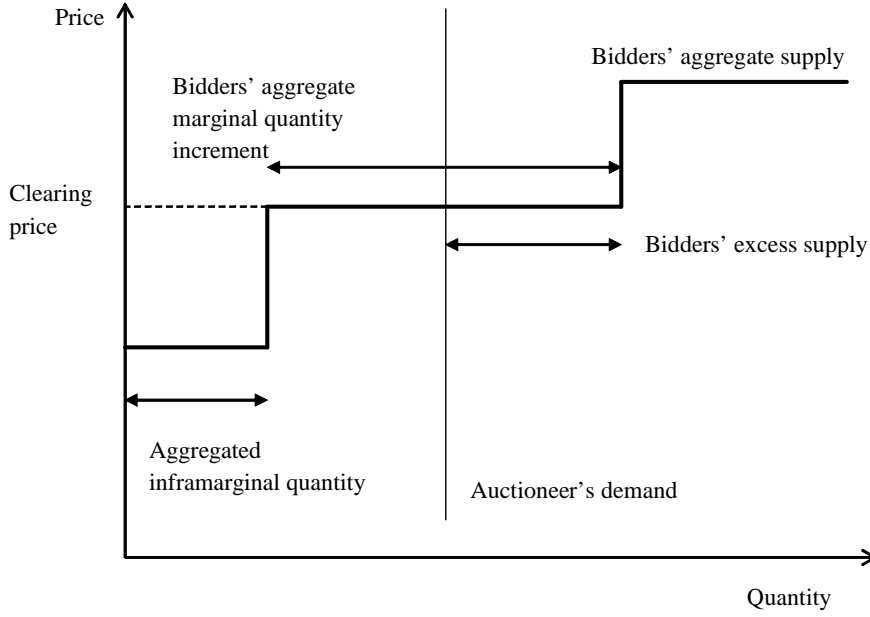 Price
Bidders’ aggregate supply
Bidders’ aggregate
marginal quantity
increment
Clearing
price
Bidders’ excess supply
Aggregated
inframarginal quantity
Auctioneer’s demand
Quantity